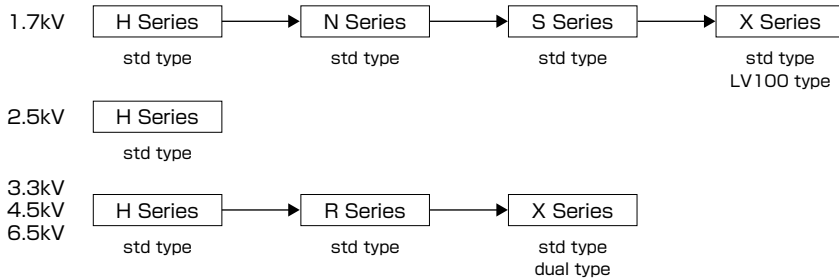 1.7kV H Series N Series S Series X Series
std type std type std type std type
LV100 type
2.5kV H Series
std type
3.3kV
4.5kV H Series R Series X Series
6.5kV
std type std type std type
dual type